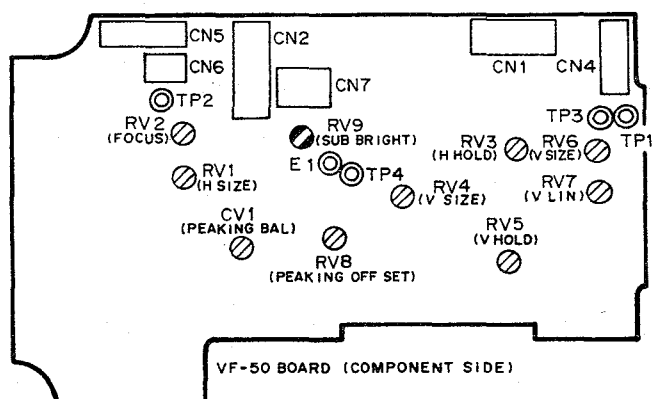 CN5
CN2
CN6
CN7
CN1
CN4
TP2
TP3
TP1
RV2
(FOCUS)
RV9
(SUB BRIGHT)
RV3
(H HOLD)
RV6
(V SIZE)
E1
TP4
RV1
(H SIZE)
RV4
(V SIZE)
RV7
(V LIN)
CV1
(PEAKING BAL)
RV5
(V HOLD)
RV8
(PEAKING OFF SET)
VF-50 BOARD (COMPONENT SIDE)